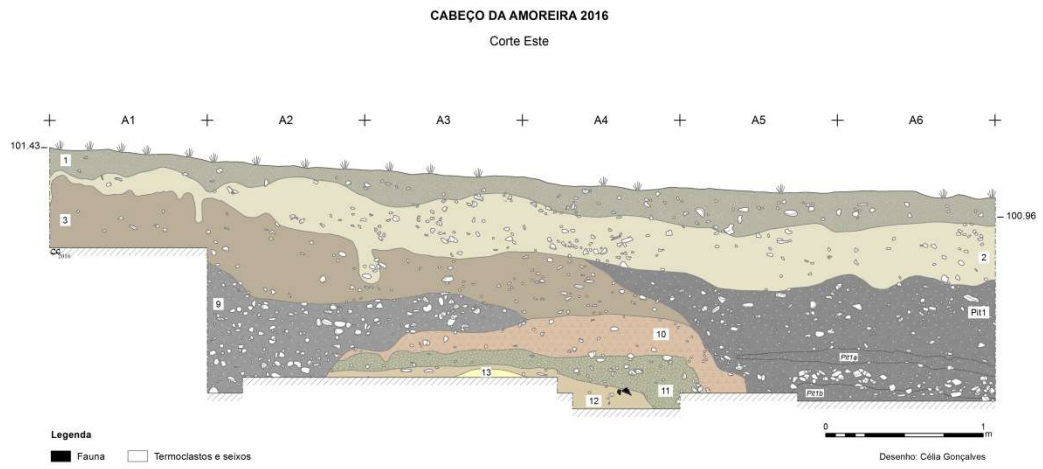 CABEÇO DA AMOREIRA 2016
Corte Este
A1 A2 A3 A4 A5 A6
101.43
1
100.96
3
2
2016
9
Pit1
10
Pit1a
13
11
Pit1b
12
0 1
m
Legenda
Fauna Termoclastos e seixos
Desenho: Célia Gonçalves